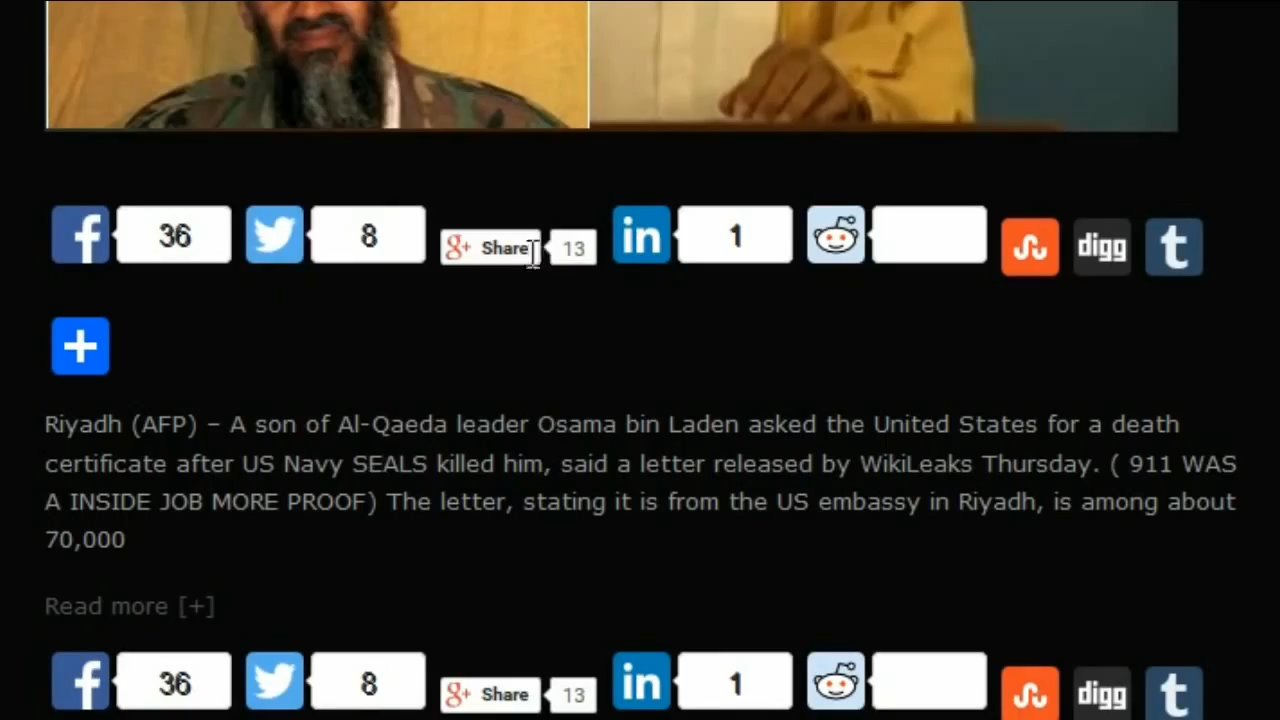 36 8 Share 13 in 1 digg t
Riyadh (AFP) – A son of Al-Qaeda leader Osama bin Laden asked the United States for a death
certificate after US Navy SEALS killed him, said a letter released by WikiLeaks Thursday. ( 911 WAS
A INSIDE JOB MORE PROOF) The letter, stating it is from the US embassy in Riyadh, is among about
70,000
Read more [+]
36 8 Share 13 in 1 digg t